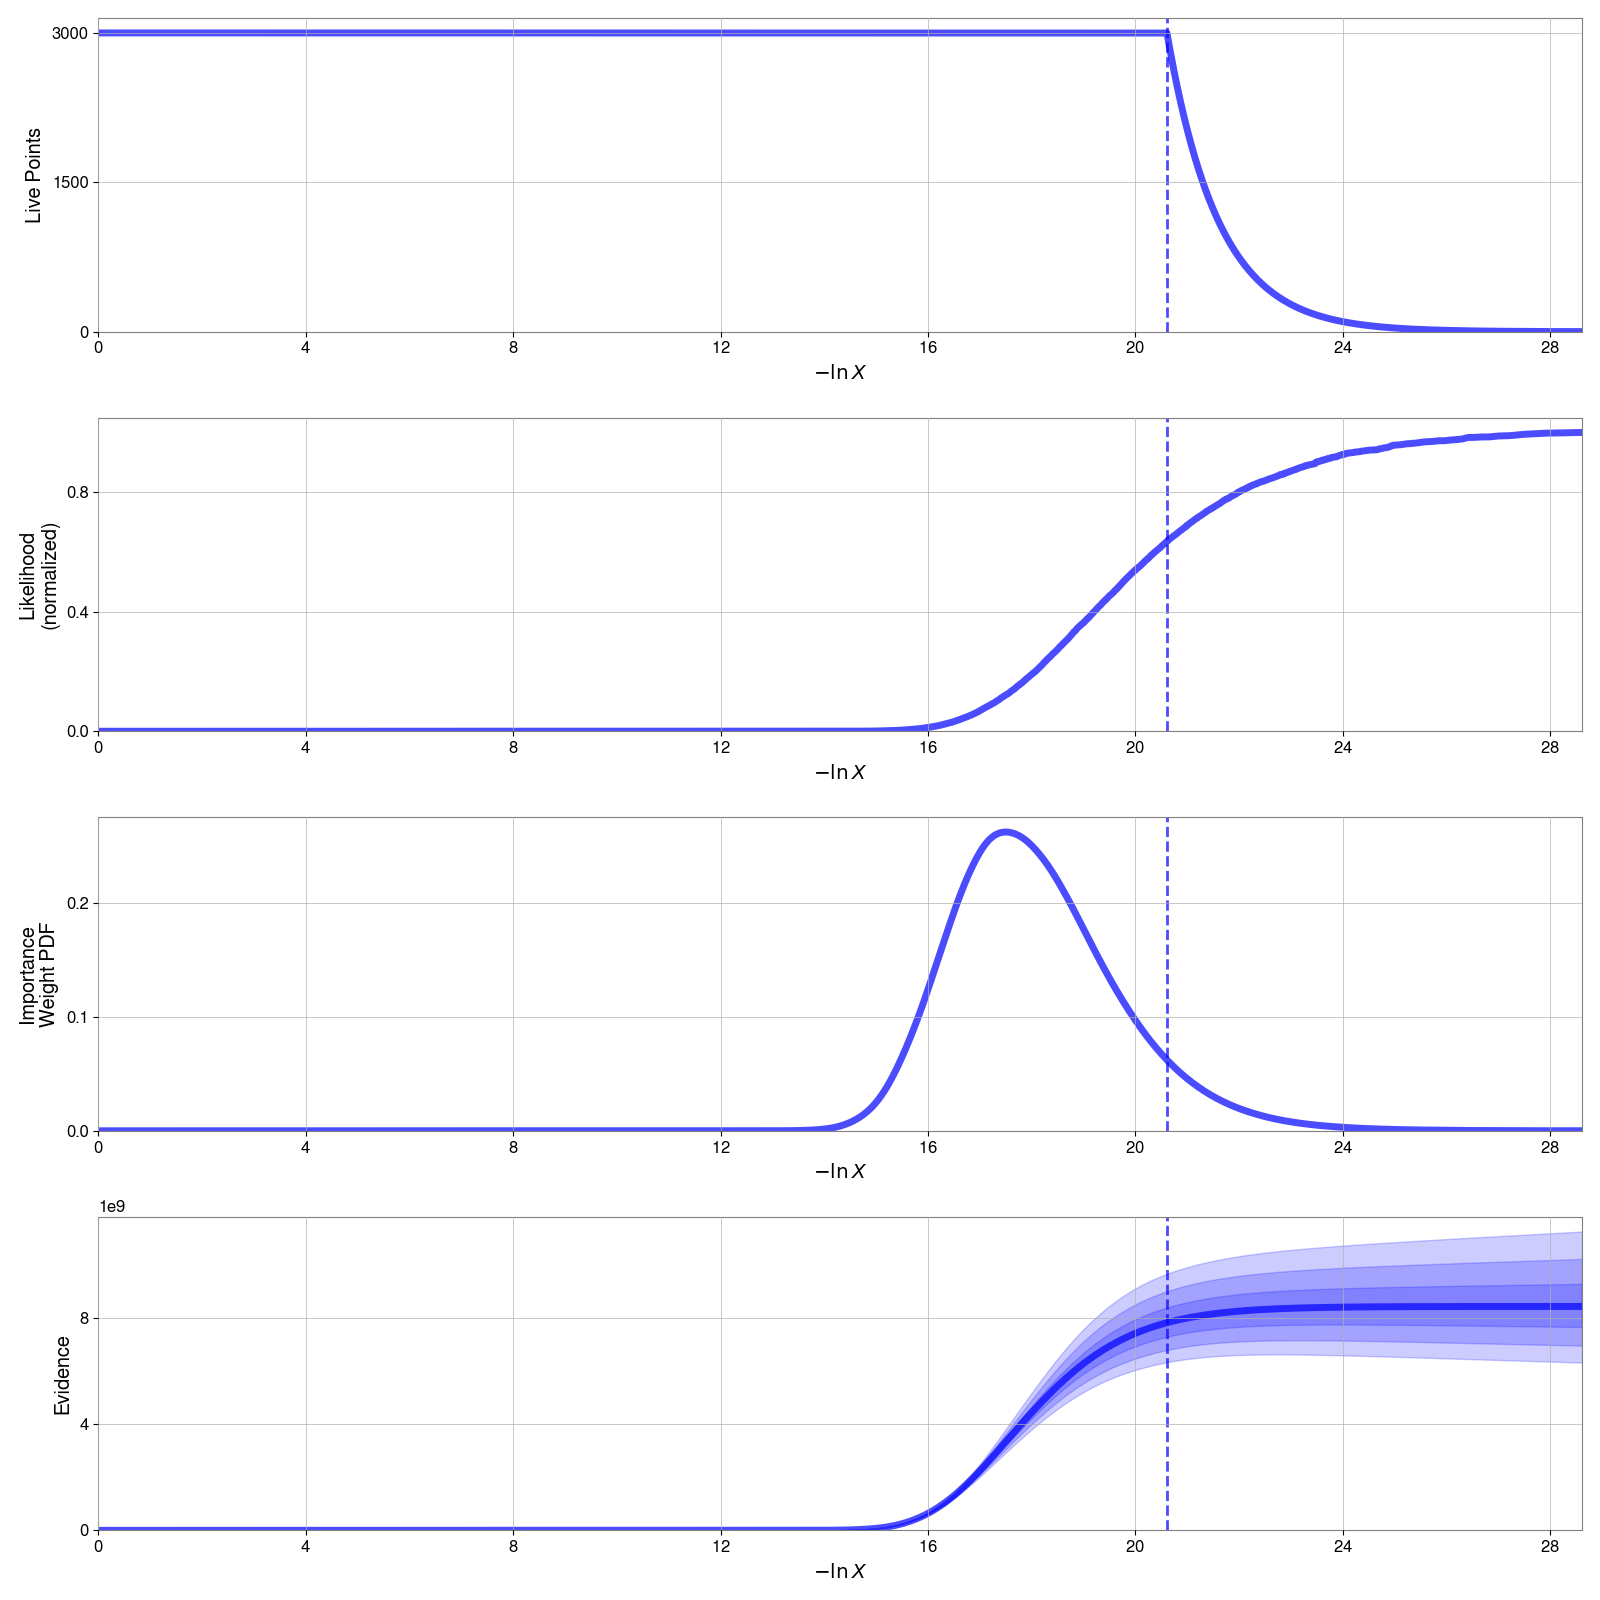 3000
1500
0
Live Points
0 4 8 12 16 20 24 28
−ln X
0.8
0.4
0.0
Likelihood
(normalized)
0 4 8 12 16 20 24 28
−ln X
0.2
0.1
0.0
Importance
Weight PDF
0 4 8 12 16 20 24 28
−ln X
1e9
8
4
0
Evidence
0 4 8 12 16 20 24 28
−ln X